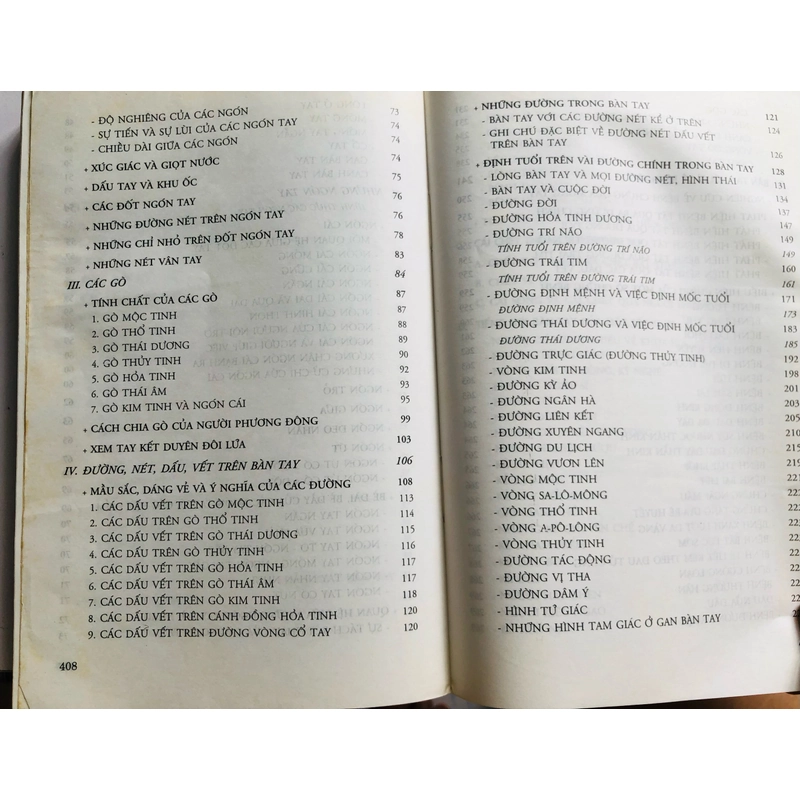 - ĐỘ NGHIÊNG CỦA CÁC NGÓN 73
- SỰ TIẾN VÀ SỰ LÙI CỦA CÁC NGÓN TAY 74
- CHIỀU DÀI GIỮA CÁC NGÓN 74
+ XÚC GIÁC VÀ GIỌT NƯỚC 74
+ DẤU TAY VÀ KHU ỐC 75
+ CÁC ĐỐT NGÓN TAY 76
+ NHỮNG ĐƯỜNG NÉT TRÊN NGÓN TAY 76
+ NHỮNG CHỈ NHỎ TRÊN ĐỐT NGÓN TAY 78
+ NHỮNG NÉT VÂN TAY 83
III. CÁC GÒ 84
+ TÍNH CHẤT CỦA CÁC GÒ 87
1. GÒ MỘC TINH 87
2. GÒ THỔ TINH 88
3. GÒ THÁI DƯƠNG 89
4. GÒ THỦY TINH 90
5. GÒ HỎA TINH 92
6. GÒ THÁI ÂM 93
7. GÒ KIM TINH VÀ NGÓN CÁI 95
+ CÁCH CHIA GÒ CỦA NGƯỜI PHƯƠNG ĐÔNG 99
+ XEM TAY KẾT DUYÊN ĐÔI LỨA 103
IV. ĐƯỜNG, NÉT, DẤU, VẾT TRÊN BÀN TAY 106
+ MẦU SẮC, DÁNG VẺ VÀ Ý NGHĨA CỦA CÁC ĐƯỜNG 108
1. CÁC DẤU VẾT TRÊN GÒ MỘC TINH 113
2. CÁC DẤU TRÊN GÒ THỔ TINH 114
3. CÁC DẤU VẾT TRÊN GÒ THÁI DƯƠNG 115
4. CÁC DẤU TRÊN GÒ THỦY TINH 116
5. CÁC DẤU VẾT TRÊN GÒ HỎA TINH 117
6. CÁC DẤU VẾT TRÊN GÒ THÁI ÂM 117
7. CÁC DẤU VẾT TRÊN GÒ KIM TINH 118
8. CÁC DẤU VẾT TRÊN CÁNH ĐỒNG HỎA TINH 120
9. CÁC DẤU VẾT TRÊN ĐƯỜNG VÒNG CỔ TAY 120
408
+ NHỮNG ĐƯỜNG TRONG BÀN TAY 121
- BÀN TAY VỚI CÁC ĐƯỜNG NÉT KỂ Ở TRÊN 124
- GHI CHÚ ĐẶC BIỆT VỀ ĐƯỜNG NÉT DẤU VẾT
TRÊN BÀN TAY 126
+ ĐỊNH TUỔI TRÊN VÀI ĐƯỜNG CHÍNH TRONG BÀN TAY 128
- LÒNG BÀN TAY VÀ MỌI ĐƯỜNG NÉT, HÌNH THÁI 131
- BÀN TAY VÀ CUỘC ĐỜI 134
- ĐƯỜNG ĐỜI 137
- ĐƯỜNG HỎA TINH DƯƠNG 147
- ĐƯỜNG TRÍ NÃO 149
TÍNH TUỔI TRÊN ĐƯỜNG TRÍ NÃO 149
- ĐƯỜNG TRÁI TIM 160
TÍNH TUỔI TRÊN ĐƯỜNG TRÁI TIM 161
- ĐƯỜNG ĐỊNH MỆNH VÀ VIỆC ĐỊNH MỐC TUỔI 171
ĐƯỜNG ĐỊNH MỆNH 173
- ĐƯỜNG THÁI DƯƠNG VÀ VIỆC ĐỊNH MỐC TUỔI 183
ĐƯỜNG THÁI DƯƠNG 185
- ĐƯỜNG TRỰC GIÁC (ĐƯỜNG THỦY TINH) 192
- VÒNG KIM TINH 198
- ĐƯỜNG KỲ ẢO 201
- ĐƯỜNG NGÂN HÀ 203
- ĐƯỜNG LIÊN KẾT 205
- ĐƯỜNG XUYÊN NGANG 210
- ĐƯỜNG DU LỊCH 215
- ĐƯỜNG VƯƠN LÊN 219
- VÒNG MỘC TINH
- VÒNG SA-LÔ-MÔNG
- VÒNG THỔ TINH
- VÒNG A-PÔ-LÔNG
- VÒNG THỦY TINH
- ĐƯỜNG TÁC ĐỘNG
- ĐƯỜNG VỊ THA
- ĐƯỜNG DÂM Ý
- HÌNH TỨ GIÁC
- NHỮNG HÌNH TAM GIÁC Ở GAN BÀN TAY